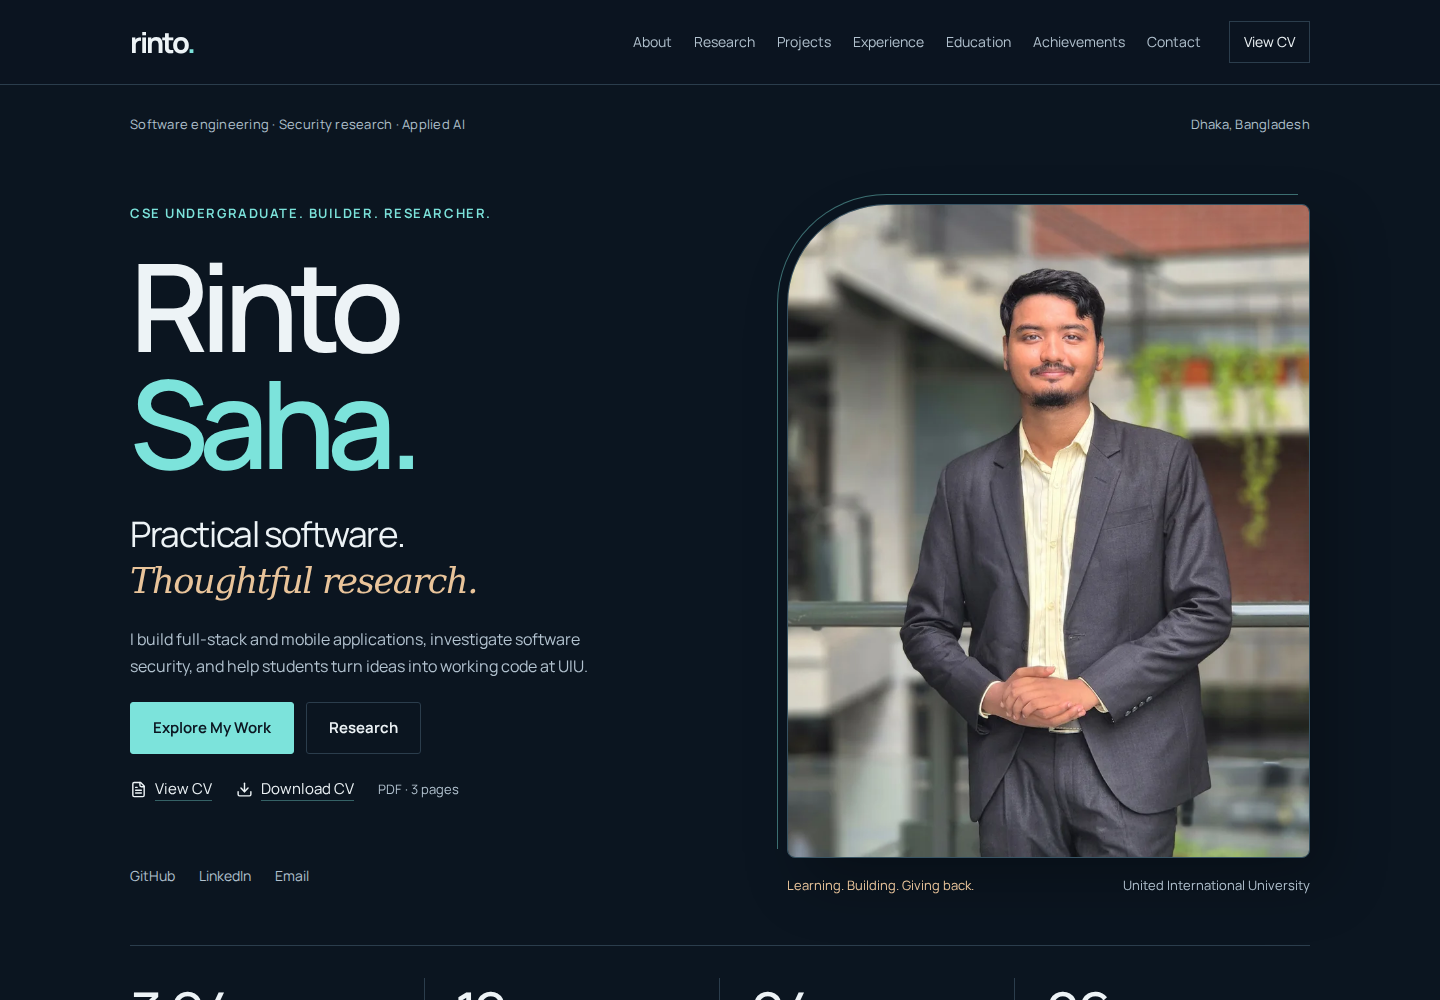 rinto.
About Research Projects Experience Education Achievements Contact View CV
Software engineering · Security research · Applied AI
Dhaka, Bangladesh
CSE UNDERGRADUATE. BUILDER. RESEARCHER.
Rinto
Saha.
Practical software.
Thoughtful research.
I build full-stack and mobile applications, investigate software
security, and help students turn ideas into working code at UIU.
Explore My Work Research
View CV Download CV PDF · 3 pages
GitHub LinkedIn Email
Learning. Building. Giving back.
United International University